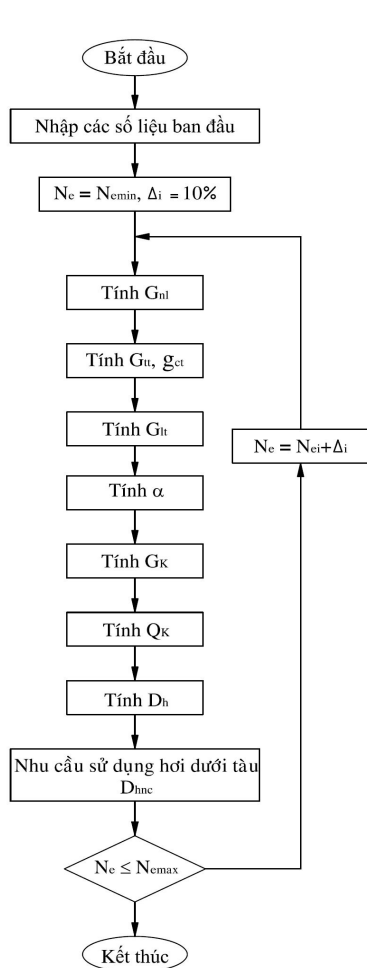 Bắt đầu
Nhập các số liệu ban đầu
Ne = Nemin, Δi = 10%
Tính Gnl
Tính Gtt, gct
Tính Glt
Ne = Nei+Δi
Tính α
Tính GK
Tính QK
Tính Dh
Nhu cầu sử dụng hơi dưới tàu
Dhnc
Ne ≤ Nemax
Kết thúc